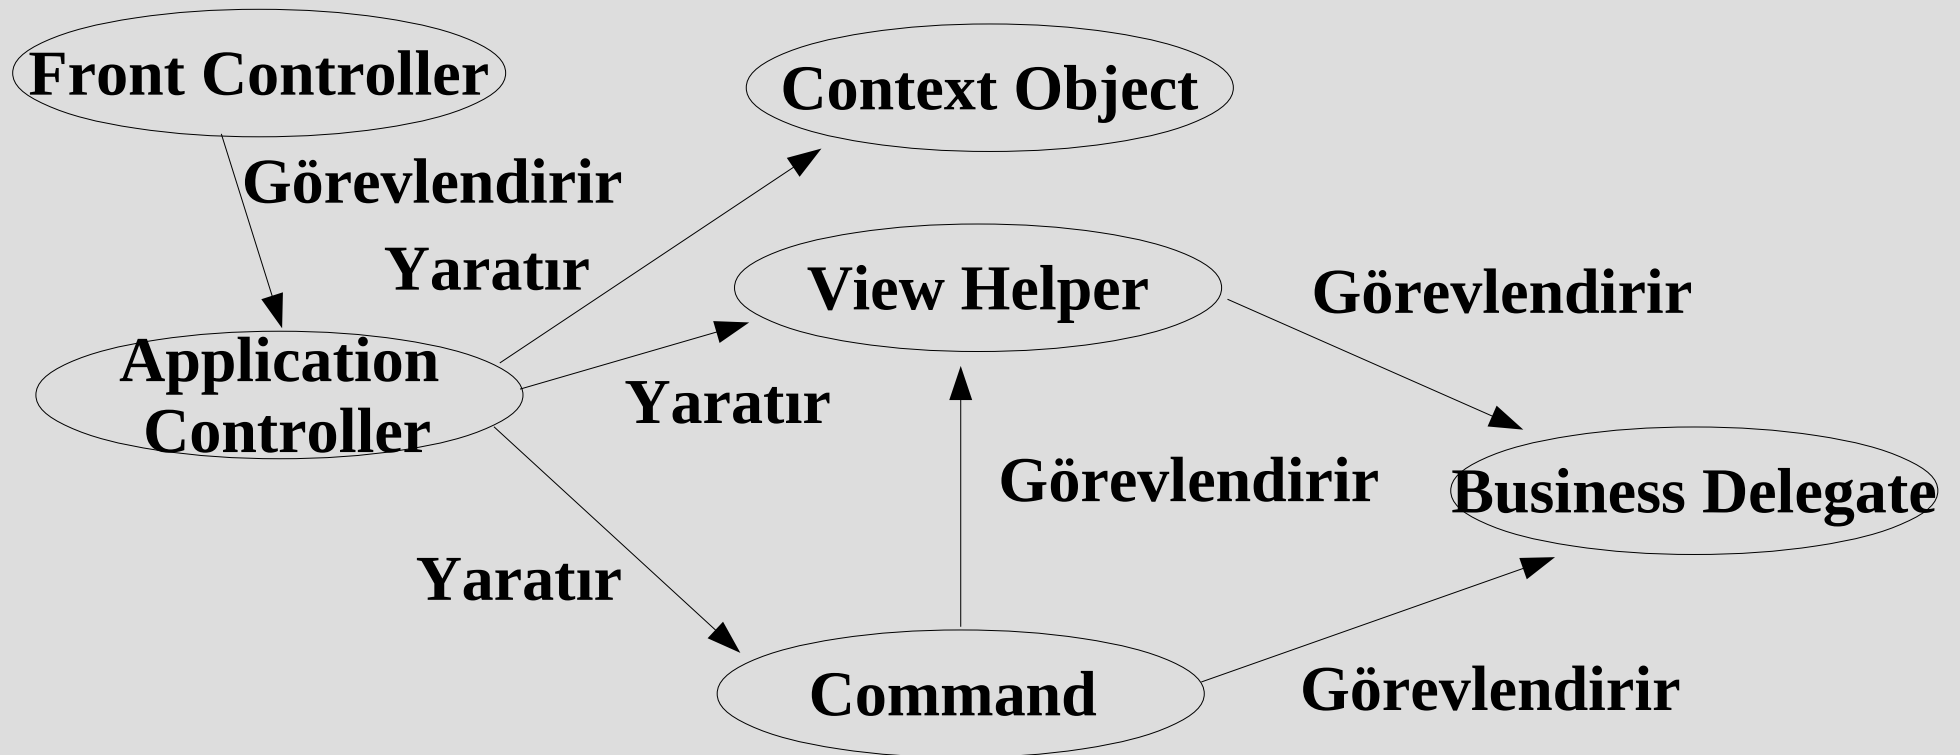 Front Controller
Context Object
Görevlendirir
Yaratır
View Helper
Görevlendirir
Application
Controller
Yaratır
Görevlendirir
Business Delegate
Yaratır
Command
Görevlendirir